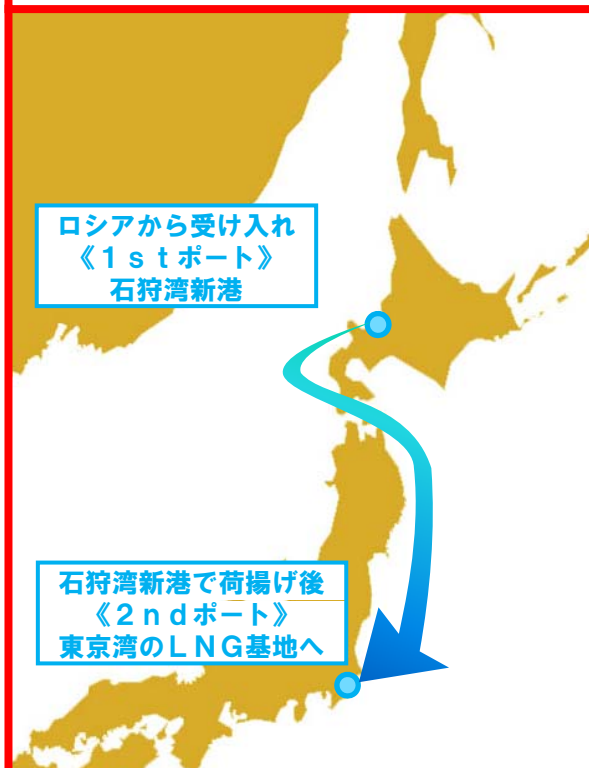 ロシアから受け入れ
《1stポート》
石狩湾新港
石狩湾新港で荷揚げ後
《2ndポート》
東京湾のLNG基地へ